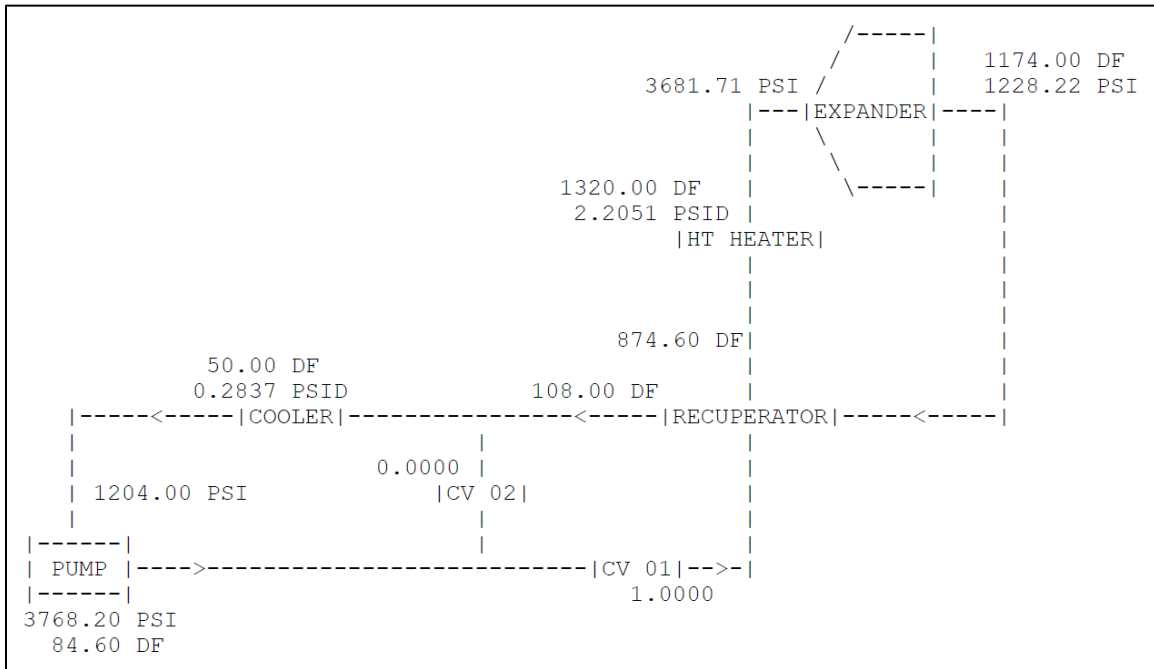 1174.00 DF
3681.71 PSI
1228.22 PSI
EXPANDER
1320.00 DF
2.2051 PSID
|HT HEATER|
874.60 DF
50.00 DF
0.2837 PSID
108.00 DF
|-----<-----|COOLER|----------------<-----|RECUPERATOR|-----<-----|
0.0000
1204.00 PSI
|CV 02|
| PUMP |---->--------------------------|CV 01|-->-|
1.0000
3768.20 PSI
84.60 DF